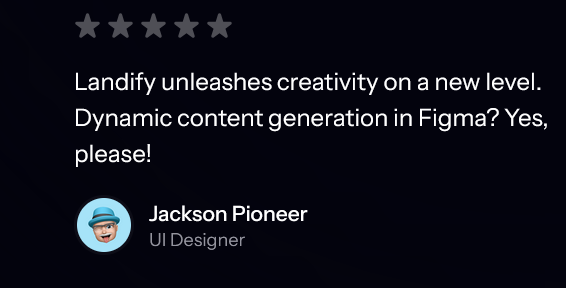 Landify unleashes creativity on a new level.
Dynamic content generation in Figma? Yes,
please!
Jackson Pioneer
UI Designer